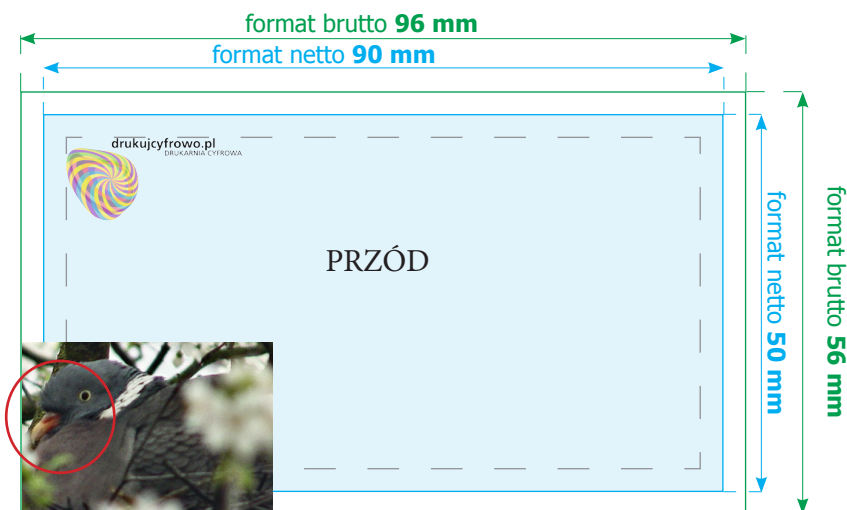 format brutto 96 mm
format netto 90 mm
drukujcyfrowo.pl
DRUKARNIA CYFROWA
PRZÓD
format netto 50 mm
format brutto 56 mm